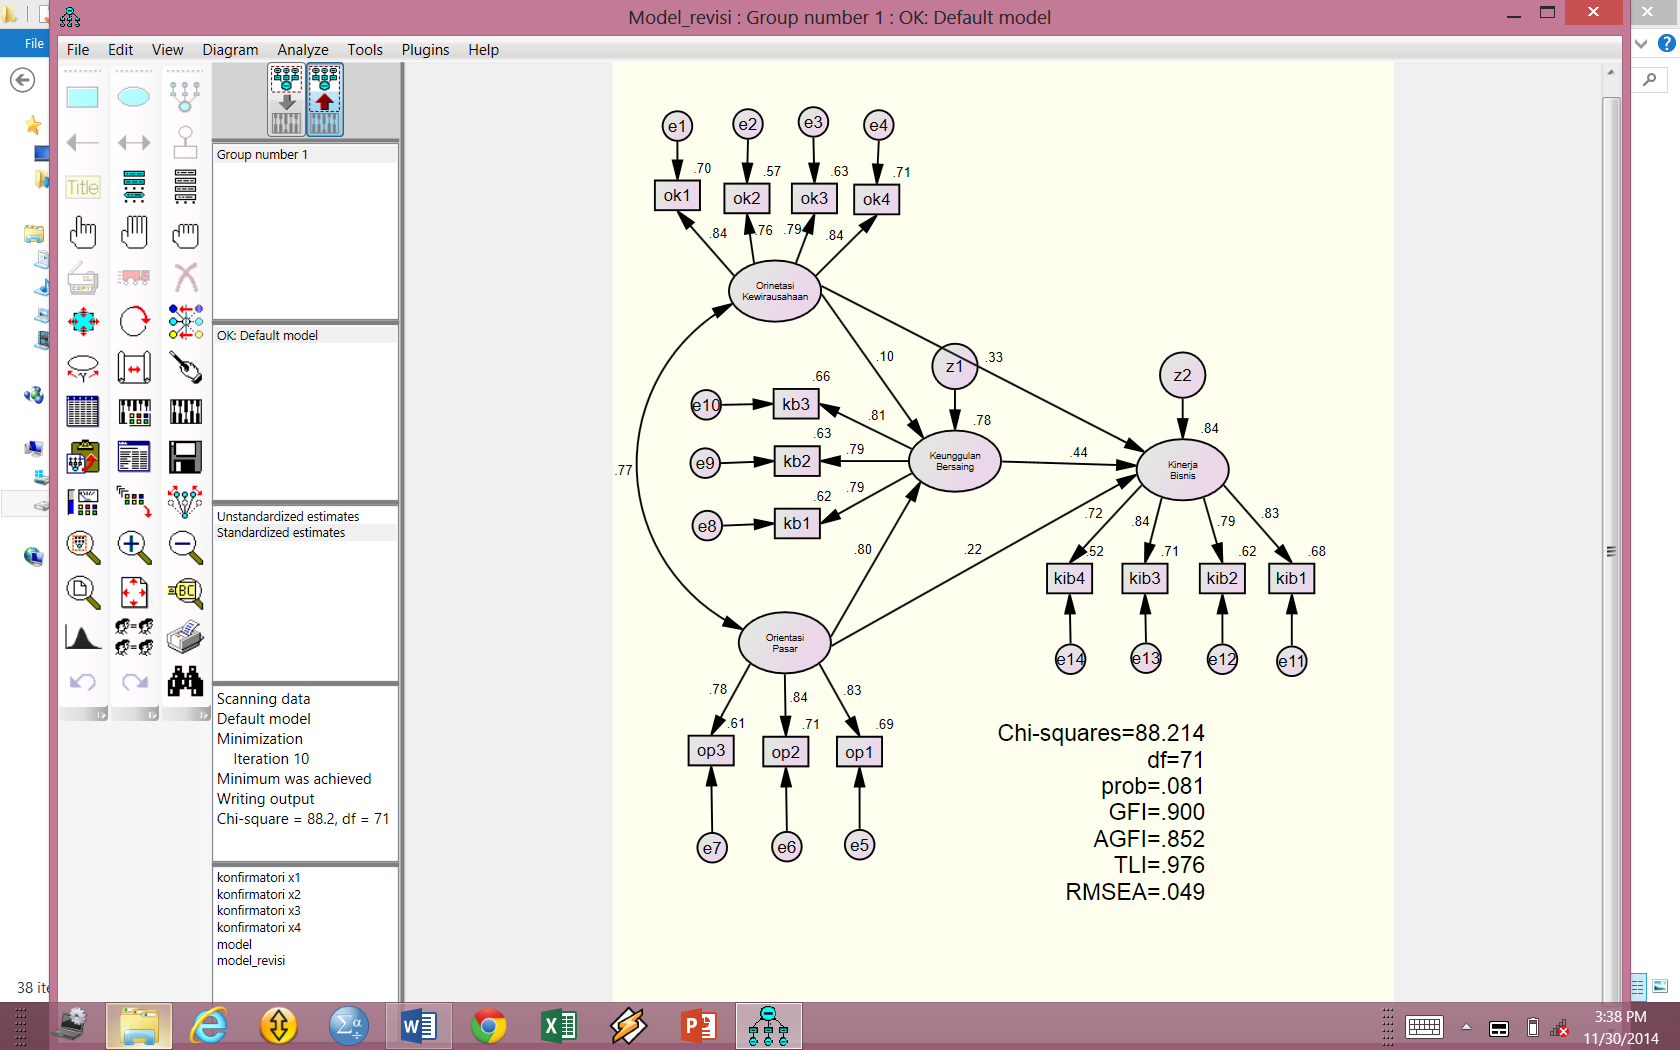 Model_revisi : Group number 1 : OK: Default model
File
File Edit View Diagram Analyze Tools Plugins Help
Title
Group number 1
OK: Default model
Unstandardized estimates
Standardized estimates
Scanning data
Default model
Minimization
Iteration 10
Minimum was achieved
Writing output
Chi-square = 88.2, df = 71
konfirmatori x1
konfirmatori x2
konfirmatori x3
konfirmatori x4
model
model_revisi
e1 e2 e3 e4
.70 .57 .63 .71
ok1 ok2 ok3 ok4
.84 .76 .79 .84
Orinetasi
Kewirausahaan
.10 z1 .33
z2
.66
e10 kb3
.81 .78 .84
.63
e9 kb2 .79
Keunggulan
Bersaing
.44
Kinerja
Bisnis
.77
.62 .79
e8 kb1
.80 .22
.72 .84 .79 .83
.52 .71 .62 .68
kib4 kib3 kib2 kib1
e14 e13 e12 e11
Orientasi
Pasar
.78 .84 .83
.61 .71 .69
op3 op2 op1
e7 e6 e5
Chi-squares=88.214
df=71
prob=.081
GFI=.900
AGFI=.852
TLI=.976
RMSEA=.049
38 ite
3:38 PM
11/30/2014